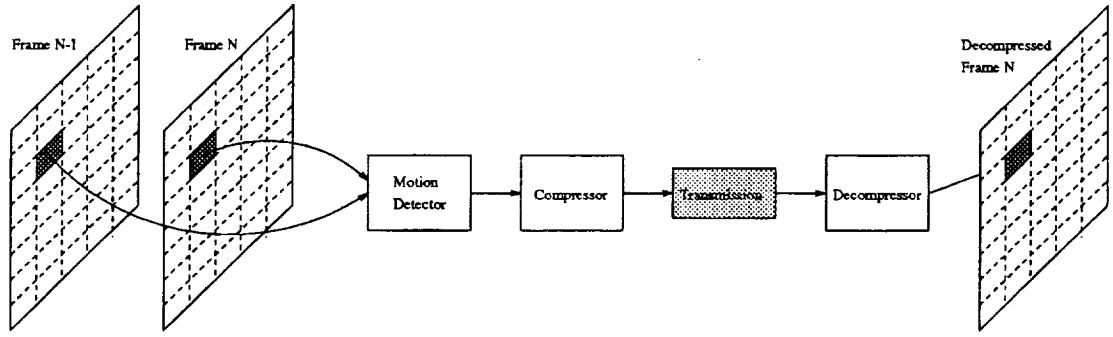 Frame N-1
Frame N
Decompressed
Frame N
Motion
Detector
Compressor
Transmission
Decompressor